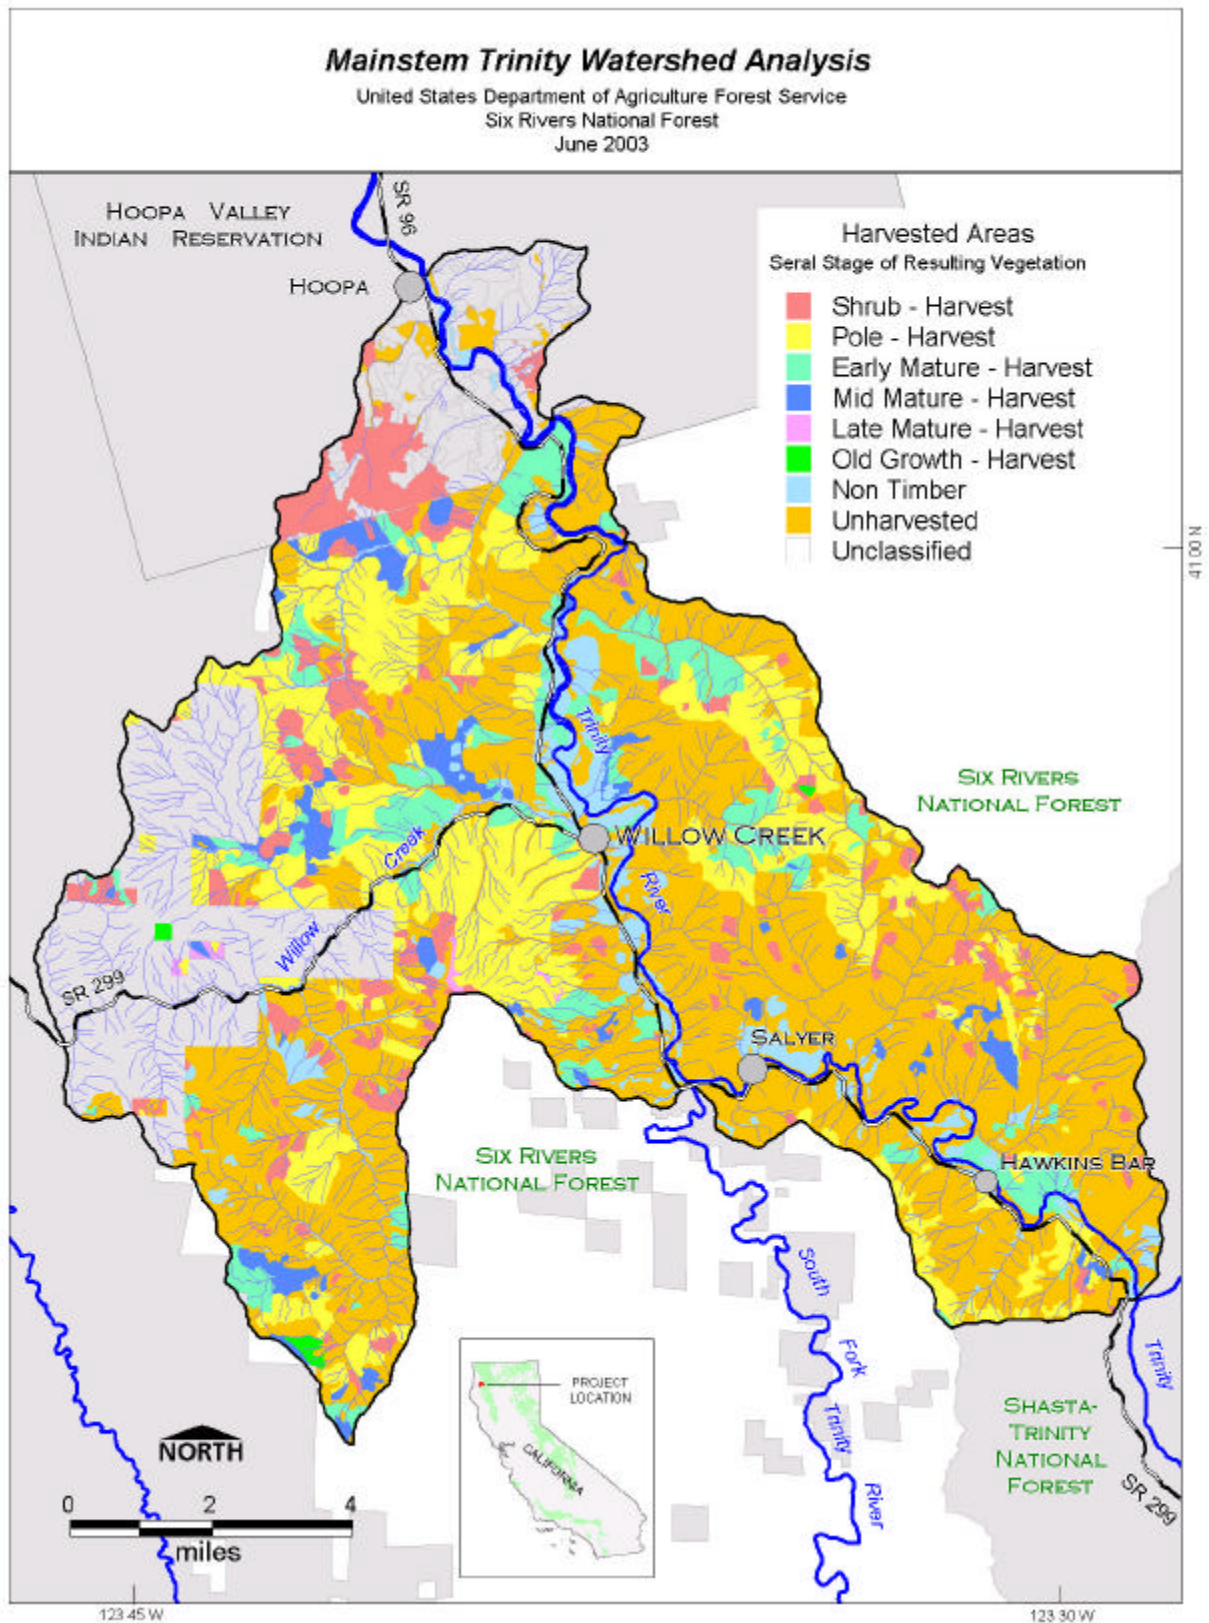 Mainstem Trinity Watershed Analysis
United States Department of Agriculture Forest Service
Six Rivers National Forest
June 2003
SR 96
HOOPA VALLEY
INDIAN RESERVATION
HOOPA
Harvested Areas
Seral Stage of Resulting Vegetation
Shrub - Harvest
Pole - Harvest
Early Mature - Harvest
Mid Mature - Harvest
Late Mature - Harvest
Old Growth - Harvest
Non Timber
Unharvested
Unclassified
41 00 N
Trinity
SIX RIVERS
NATIONAL FOREST
WILLOW CREEK
Creek
River
Willow
SR 299
SALYER
HAWKINS BAR
SIX RIVERS
NATIONAL FOREST
South
Fork
Trinity
River
Trinity
SHASTA-
TRINITY
NATIONAL
FOREST
SR 299
PROJECT
LOCATION
CALIFORNIA
NORTH
0 2 4
miles
123 45 W
123 30 W